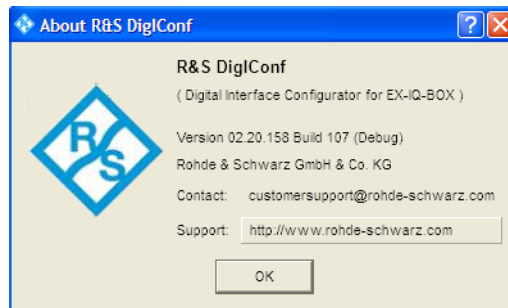 About R&S DigIConf
R&S DigIConf
( Digital Interface Configurator for EX-IQ-BOX )
R&S
Version 02.20.158 Build 107 (Debug)
Rohde & Schwarz GmbH & Co. KG
Contact: customersupport@rohde-schwarz.com
Support: http://www.rohde-schwarz.com
OK